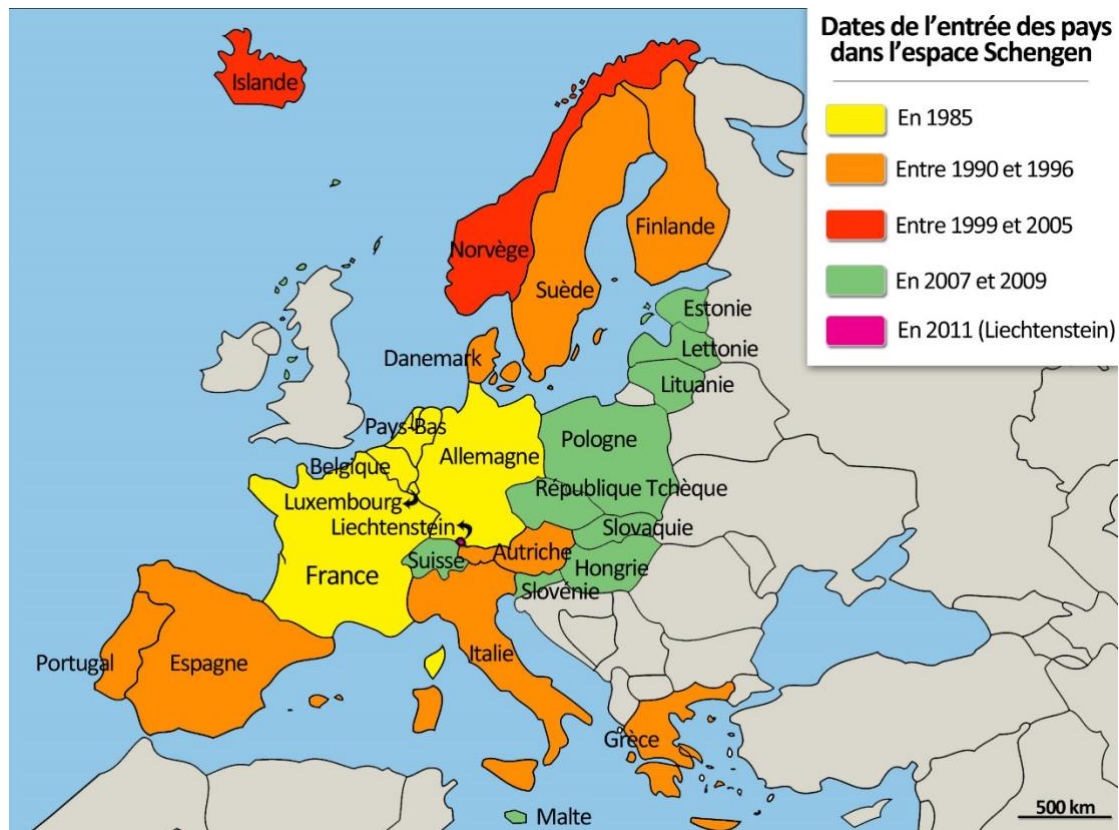 Dates de l'entrée des pays
dans l'espace Schengen
En 1985
Entre 1990 et 1996
Entre 1999 et 2005
En 2007 et 2009
En 2011 (Liechtenstein)
Islande
Norvège
Finlande
Suède
Estonie
Danemark
Lettonie
Lituanie
Pays-Bas
Pologne
Allemagne
Belgique
République Tchèque
Luxembourg
Liechtenstein
Slovaquie
Autriche
Suisse
Hongrie
France
Slovénie
Italie
Portugal
Espagne
Grèce
Malte
500 km